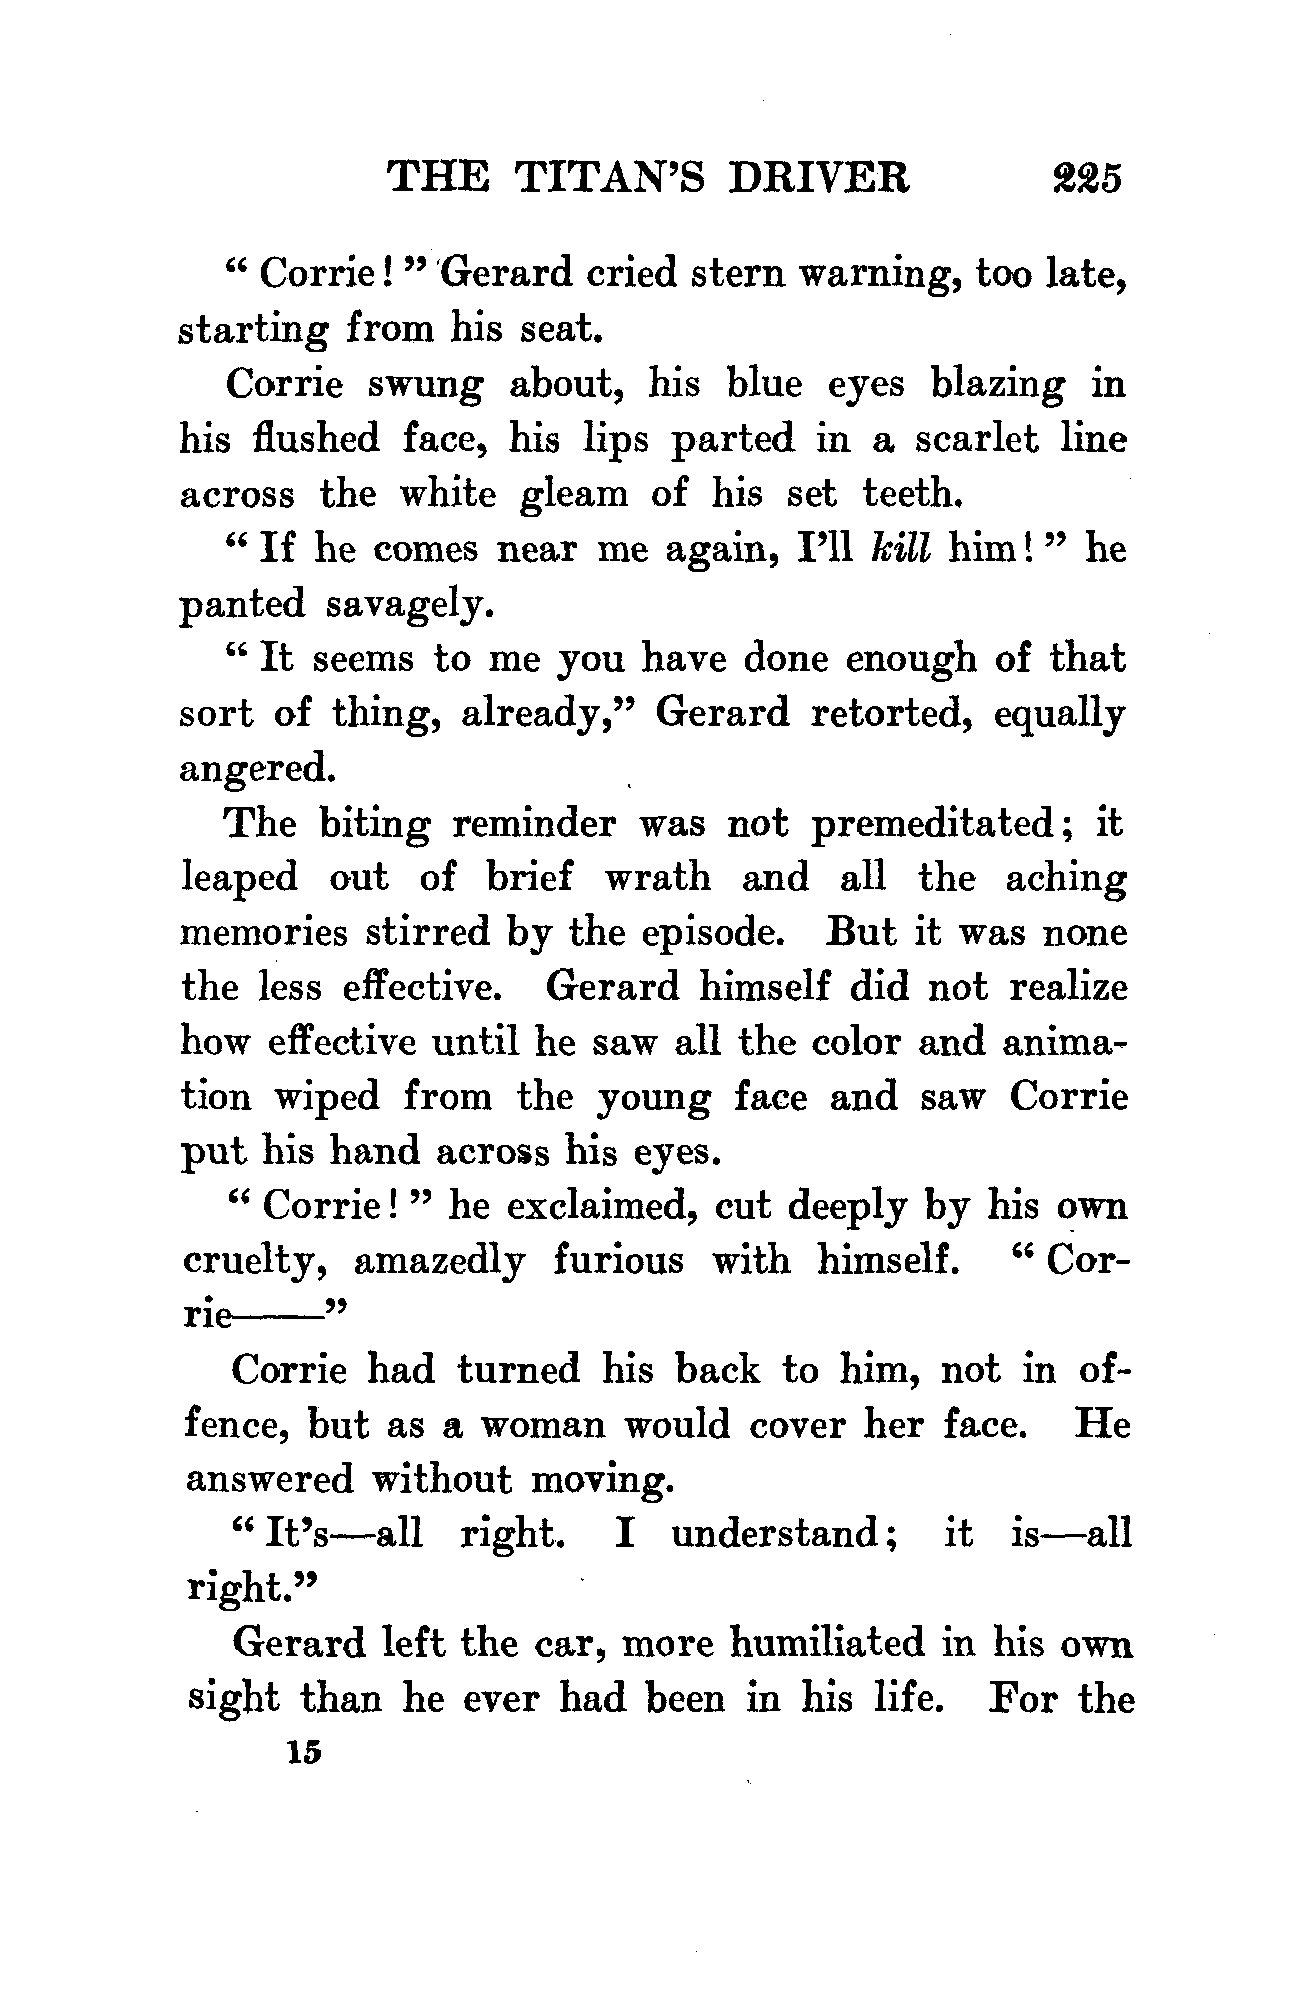 THE TITAN'S DRIVER 225
" Corrie! " Gerard cried stern warning, too late,
starting from his seat.
Corrie swung about, his blue eyes blazing in
his flushed face, his lips parted in a scarlet line
across the white gleam of his set teeth.
" If he comes near me again, I'll kill him! " he
panted savagely.
" It seems to me you have done enough of that
sort of thing, already," Gerard retorted, equally
angered.
The biting reminder was not premeditated; it
leaped out of brief wrath and all the aching
memories stirred by the episode. But it was none
the less effective. Gerard himself did not realize
how effective until he saw all the color and anima-
tion wiped from the young face and saw Corrie
put his hand across his eyes.
" Corrie! " he exclaimed, cut deeply by his own
cruelty, amazedly furious with himself. " Cor-
rie——"
Corrie had turned his back to him, not in of-
fence, but as a woman would cover her face. He
answered without moving.
" It's—all right. I understand; it is—all
right."
Gerard left the car, more humiliated in his own
sight than he ever had been in his life. For the
15